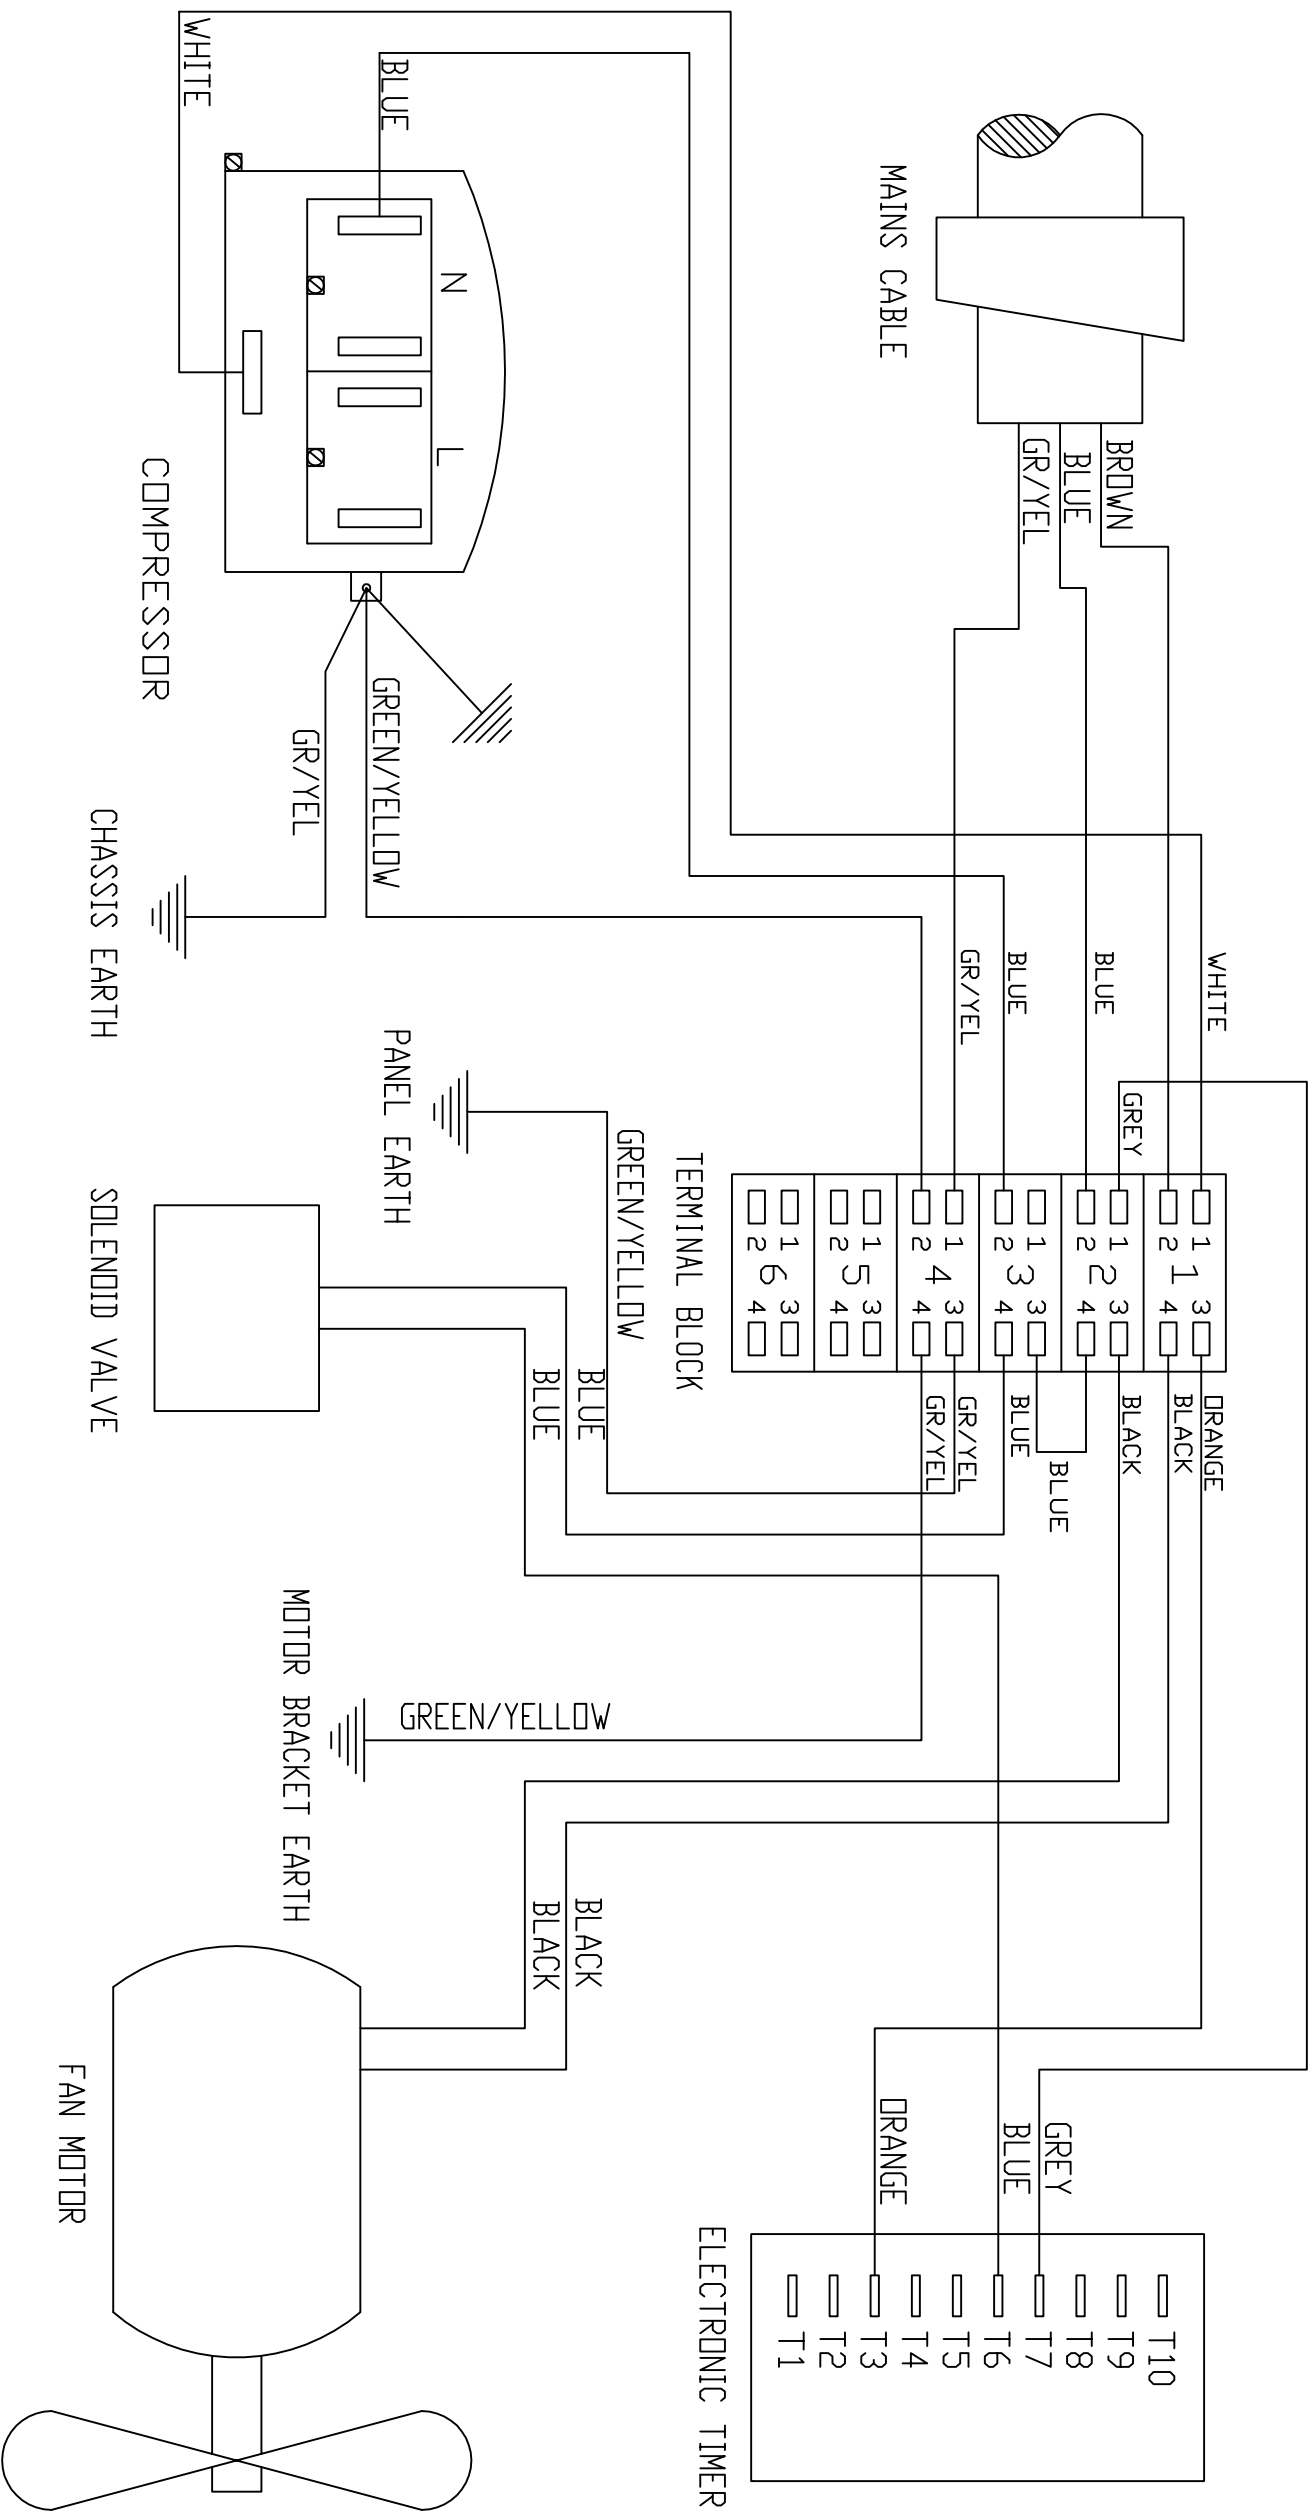 MAINS CABLE
BROWN
BLUE
GR/YEL
WHITE
BLUE
N
L
COMPRESSOR
GREEN/YELLOW
GR/YEL
CHASSIS EARTH
WHITE
BLUE
BLUE
GR/YEL
GREY
PANEL EARTH
GREEN/YELLOW
TERMINAL BLOCK
1 2 1 2 1 2 1 2 1 2 1 2
1 2 3 4 5 6
3 4 3 4 3 4 3 4 3 4 3 4
SOLENOID VALVE
BLUE
BLUE
ORANGE
BLACK
BLACK
BLUE
BLUE
GR/YEL
GR/YEL
MOTOR BRACKET EARTH
GREEN/YELLOW
BLACK
BLACK
FAN MOTOR
GREY
BLUE
ORANGE
ELECTRONIC TIMER
T10
T9
T8
T7
T6
T5
T4
T3
T2
T1